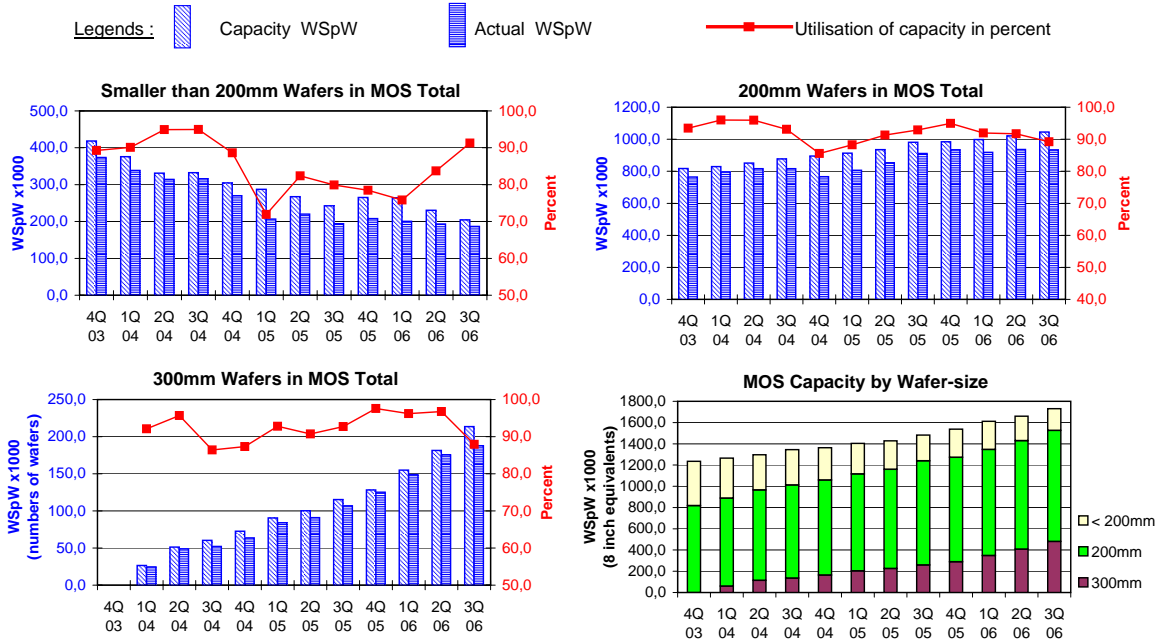 Legends :
Capacity WSpW
Actual WSpW
Utilisation of capacity in percent
Smaller than 200mm Wafers in MOS Total
WSpW x1000
500,0
400,0
300,0
200,0
100,0
0,0
100,0
90,0
80,0
70,0
60,0
50,0
Percent
4Q 1Q 2Q 3Q 4Q 1Q 2Q 3Q 4Q 1Q 2Q 3Q
03 04 04 04 04 05 05 05 05 06 06 06
200mm Wafers in MOS Total
WSpW x1000
1200,0
1000,0
800,0
600,0
400,0
200,0
0,0
100,0
90,0
80,0
70,0
60,0
50,0
40,0
Percent
4Q 1Q 2Q 3Q 4Q 1Q 2Q 3Q 4Q 1Q 2Q 3Q
03 04 04 04 04 05 05 05 05 06 06 06
300mm Wafers in MOS Total
WSpW x1000
(numbers of wafers)
250,0
200,0
150,0
100,0
50,0
0,0
100,0
90,0
80,0
70,0
60,0
50,0
Percent
4Q 1Q 2Q 3Q 4Q 1Q 2Q 3Q 4Q 1Q 2Q 3Q
03 04 04 04 04 05 05 05 05 06 06 06
MOS Capacity by Wafer-size
WSpW x1000
(8 inch equivalents)
1800,0
1600,0
1400,0
1200,0
1000,0
800,0
600,0
400,0
200,0
0,0
4Q 1Q 2Q 3Q 4Q 1Q 2Q 3Q 4Q 1Q 2Q 3Q
03 04 04 04 04 05 05 05 05 06 06 06
< 200mm
200mm
300mm